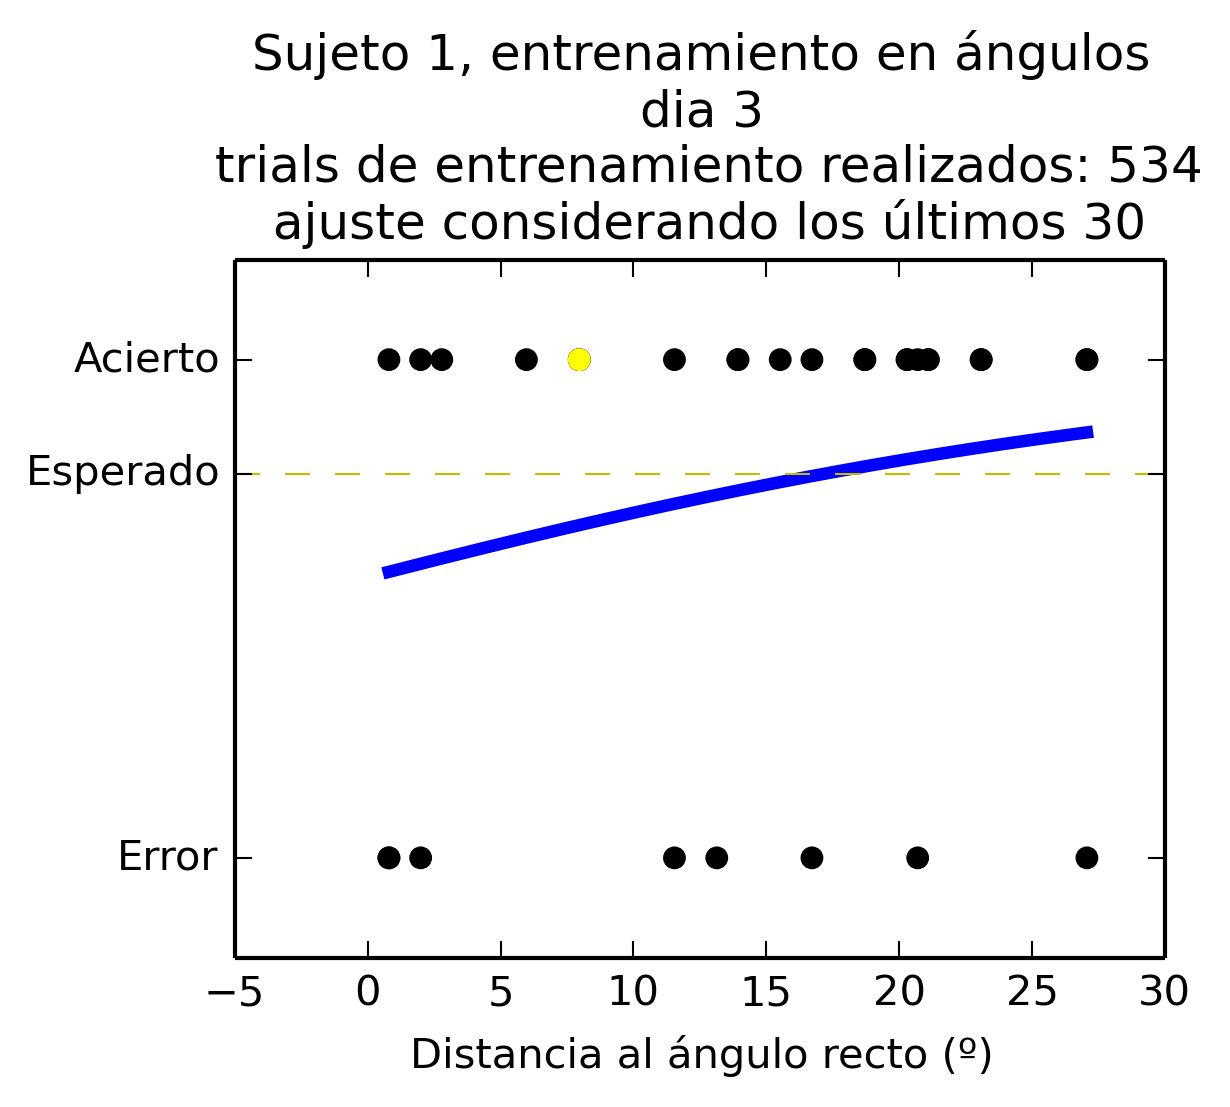 Sujeto 1, entrenamiento en ángulos
dia 3
trials de entrenamiento realizados: 534
ajuste considerando los últimos 30
Acierto
Esperado
Error
−5 0 5 10 15 20 25 30
Distancia al ángulo recto (º)